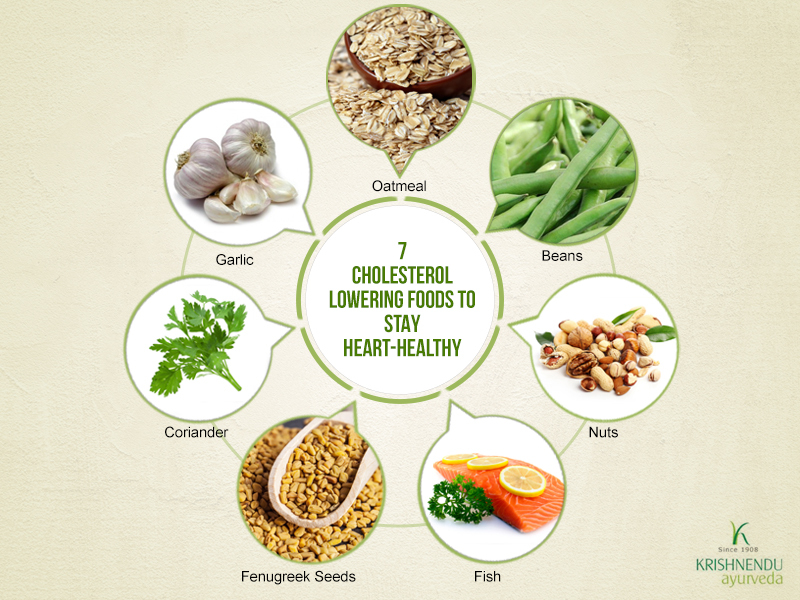 7
CHOLESTEROL
LOWERING FOODS TO
STAY
HEART-HEALTHY
Oatmeal
Beans
Nuts
Fish
Fenugreek Seeds
Coriander
Garlic
Since 1908
KRISHNENDU
ayurveda